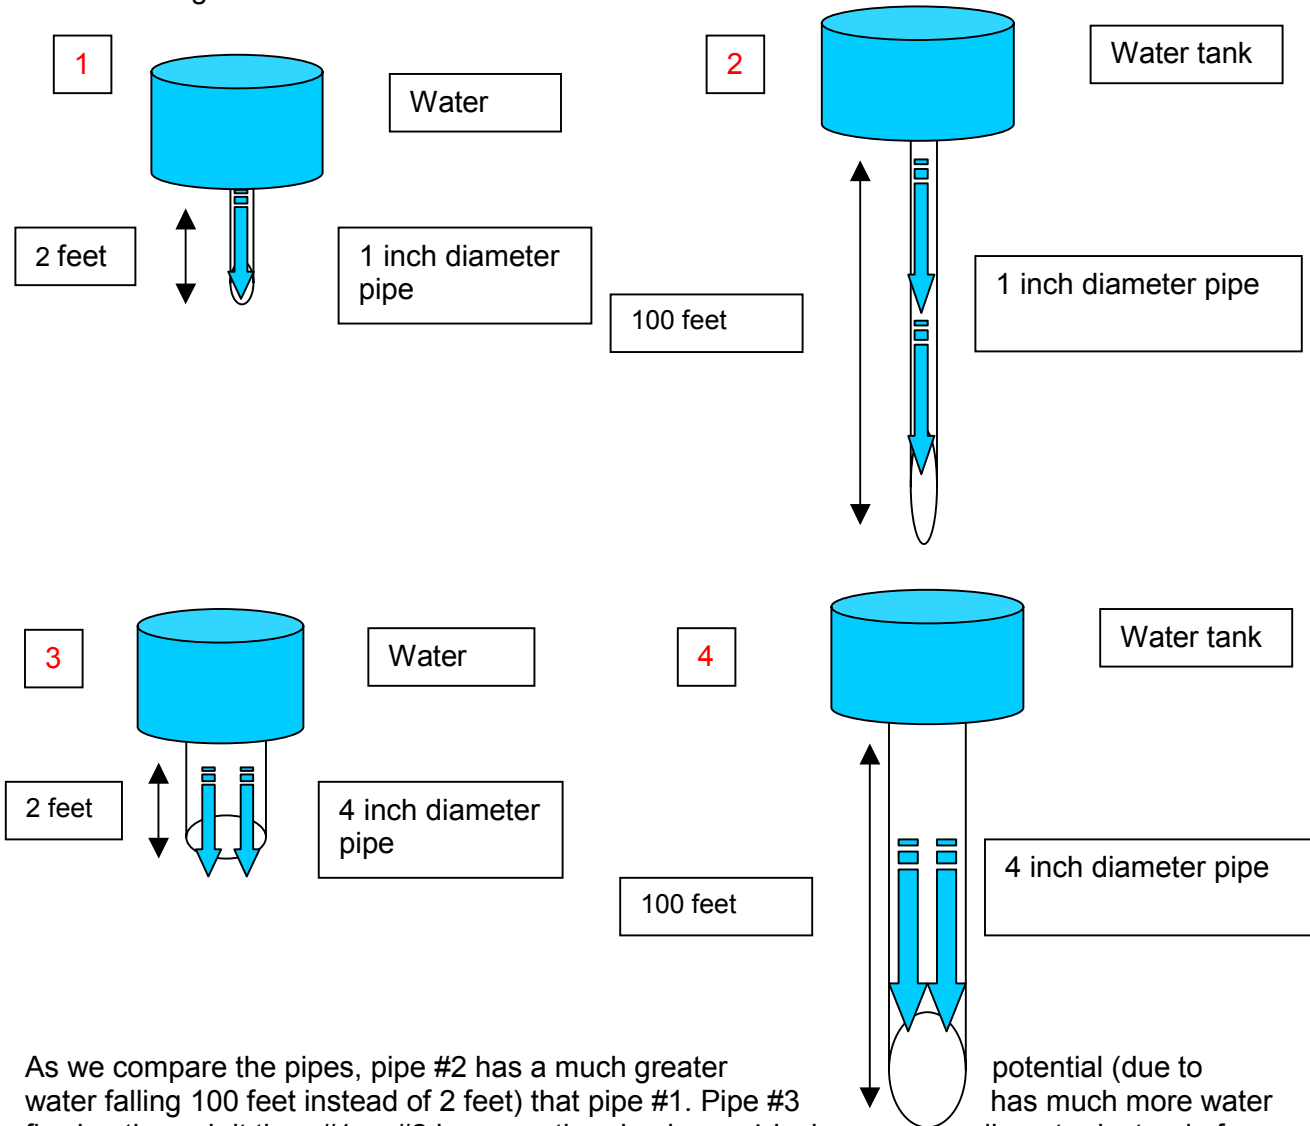 1
Water
2 feet
1 inch diameter
pipe
2
Water tank
100 feet
1 inch diameter pipe
3
Water
2 feet
4 inch diameter
pipe
4
Water tank
100 feet
4 inch diameter pipe
As we compare the pipes, pipe #2 has a much greater potential (due to
water falling 100 feet instead of 2 feet) that pipe #1. Pipe #3 has much more water